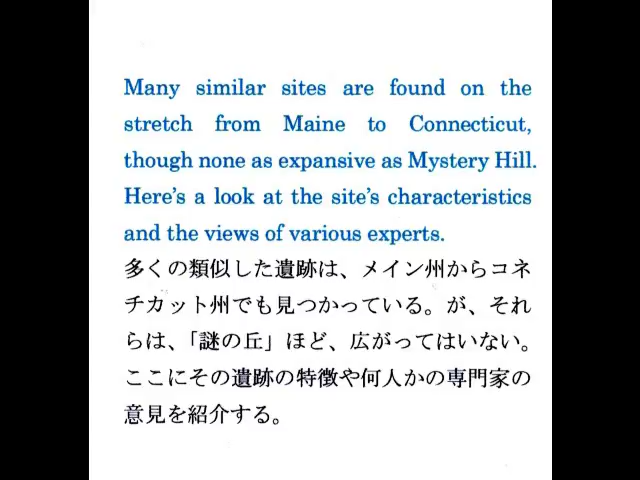 Many similar sites are found on the
stretch from Maine to Connecticut,
though none as expansive as Mystery Hill.
Here's a look at the site's characteristics
and the views of various experts.
多くの類似した遺跡は、メイン州からコネ
チカット州でも見つかっている。が、それ
らは、「謎の丘」ほど、広がってはいない。
ここにその遺跡の特徴や何人かの専門家の
意見を紹介する。